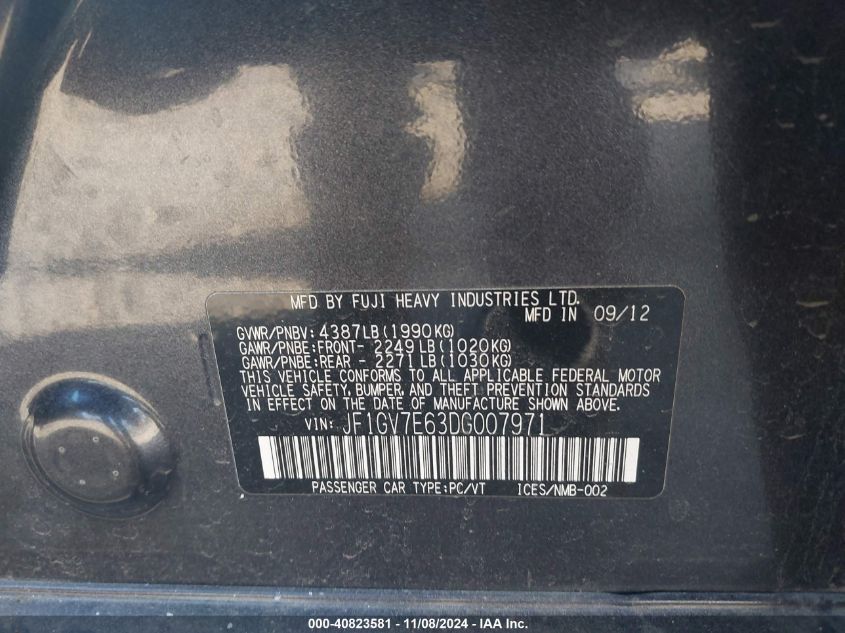 MFD BY FUJI HEAVY INDUSTRIES LTD.
MFD IN 09/12
GVWR/PNBV: 4387LB(1990KG)
GAWR/PNBE:FRONT- 2249LB(1020KG)
GAWR/PNBE:REAR - 2271LB(1030KG)
THIS VEHICLE CONFORMS TO ALL APPLICABLE FEDERAL MOTOR
VEHICLE SAFETY, BUMPER, AND THEFT PREVENTION STANDARDS
IN EFFECT ON THE DATE OF MANUFACTURE SHOWN ABOVE.
VIN: JF1GV7E63DG007971
PASSENGER CAR TYPE:PC/VT ICES/NMB-002
000-40823581 - 11/08/2024 - IAA Inc.